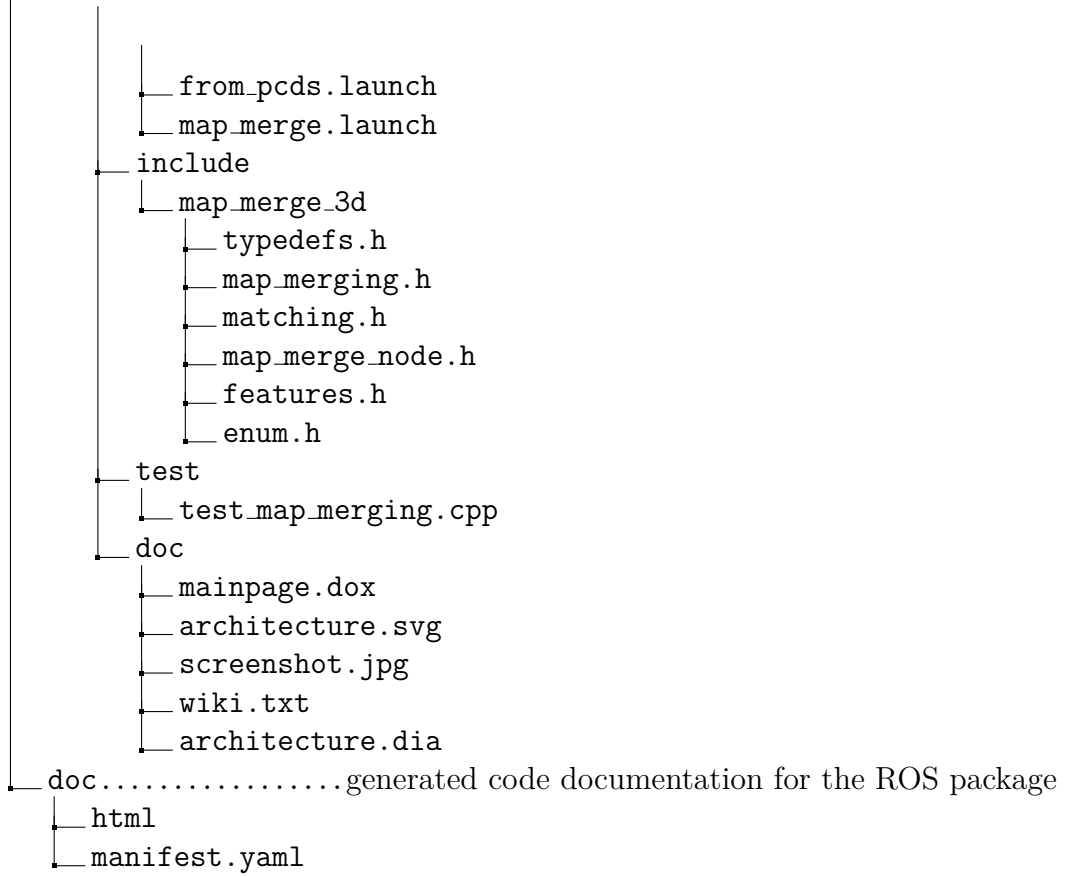 from_pcds.launch
map_merge.launch
include
map_merge_3d
typedefs.h
map_merging.h
matching.h
map_merge_node.h
features.h
enum.h
test
test_map_merging.cpp
doc
mainpage.dox
architecture.svg
screenshot.jpg
wiki.txt
architecture.dia
doc.................generated code documentation for the ROS package
html
manifest.yaml